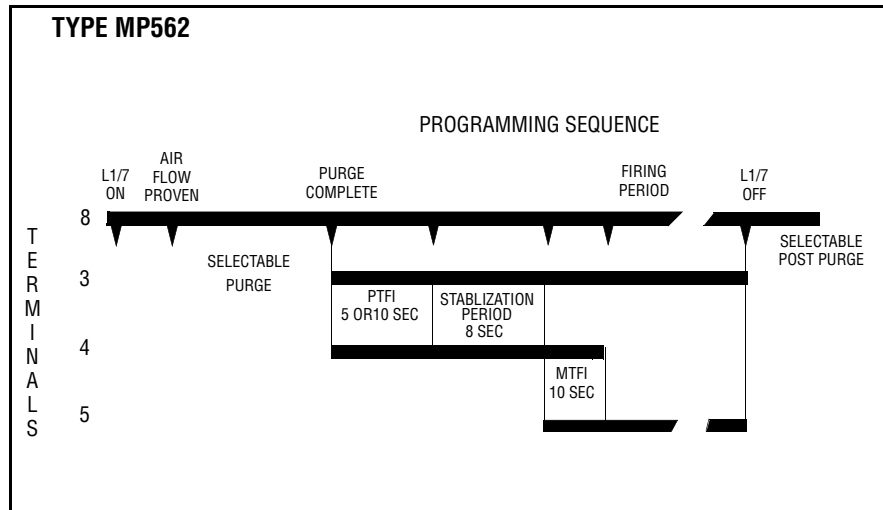 TYPE MP562
PROGRAMMING SEQUENCE
L1/7
ON
AIR
FLOW
PROVEN
PURGE
COMPLETE
FIRING
PERIOD
L1/7
OFF
TERMINALS
8
SELECTABLE
PURGE
SELECTABLE
POST PURGE
3
PTFI
5 OR10 SEC
STABLIZATION
PERIOD
8 SEC
4
MTFI
10 SEC
5